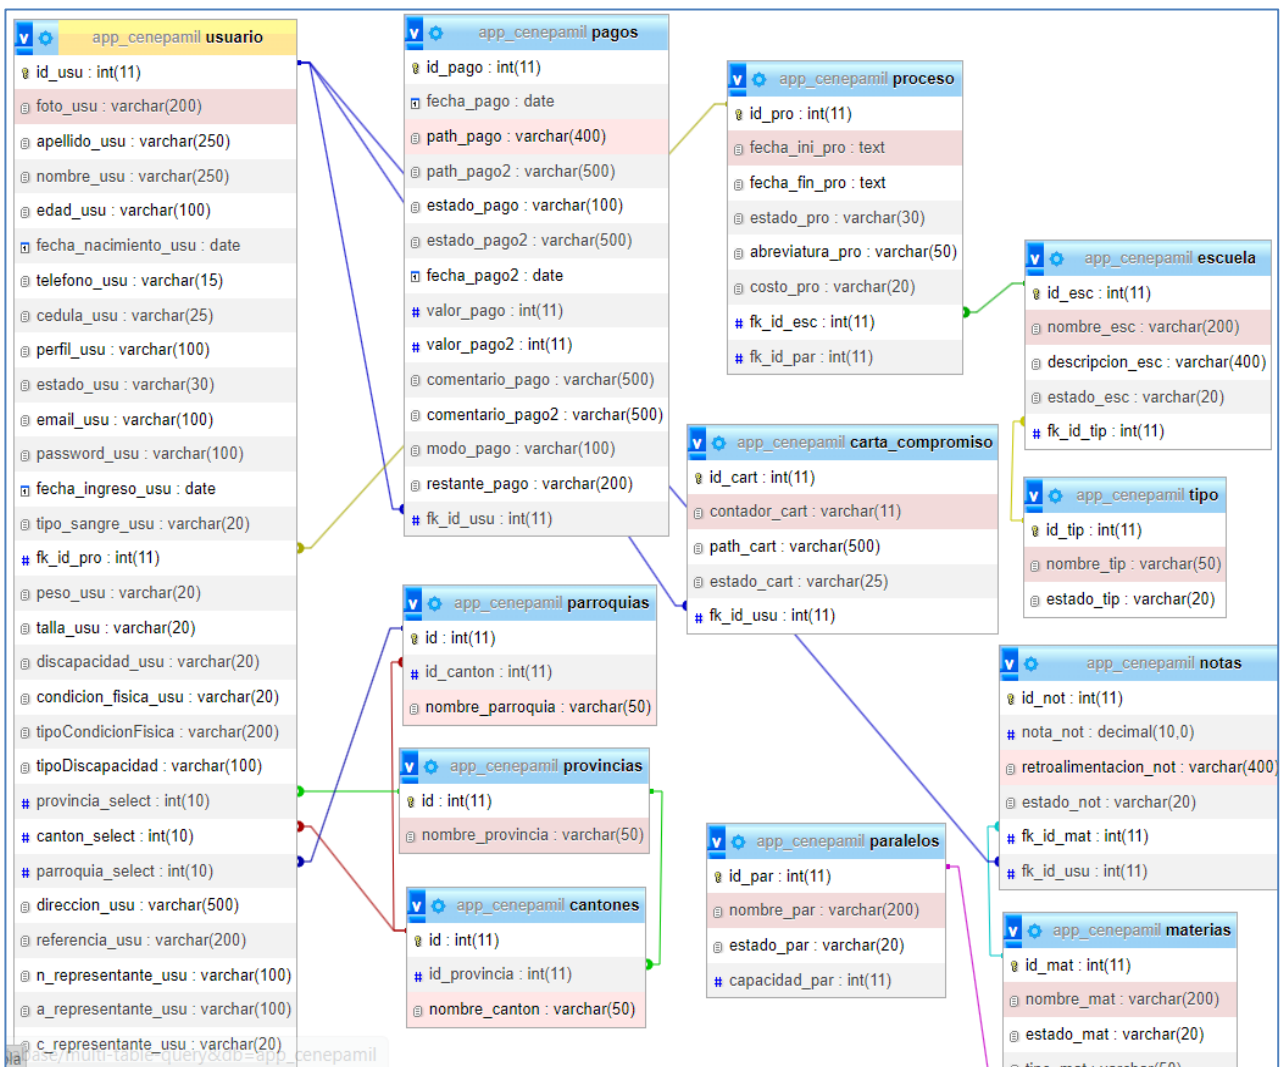 app_cenepamil usuario
id_usu : int(11)
foto_usu : varchar(200)
apellido_usu : varchar(250)
nombre_usu : varchar(250)
edad_usu : varchar(100)
fecha_nacimiento_usu : date
telefono_usu : varchar(15)
cedula_usu : varchar(25)
perfil_usu : varchar(100)
estado_usu : varchar(30)
email_usu : varchar(100)
password_usu : varchar(100)
fecha_ingreso_usu : date
tipo_sangre_usu : varchar(20)
# fk_id_pro : int(11)
peso_usu : varchar(20)
talla_usu : varchar(20)
discapacidad_usu : varchar(20)
condicion_fisica_usu : varchar(20)
tipoCondicionFisica : varchar(200)
tipoDiscapacidad : varchar(100)
# provincia_select : int(10)
# canton_select : int(10)
# parroquia_select : int(10)
direccion_usu : varchar(500)
referencia_usu : varchar(200)
n_representante_usu : varchar(100)
a_representante_usu : varchar(100)
c_representante_usu : varchar(20)
base/multi-table-query&db=app_cenepamil
app_cenepamil pagos
id_pago : int(11)
fecha_pago : date
path_pago : varchar(400)
path_pago2 : varchar(500)
estado_pago : varchar(100)
estado_pago2 : varchar(500)
fecha_pago2 : date
# valor_pago : int(11)
# valor_pago2 : int(11)
comentario_pago : varchar(500)
comentario_pago2 : varchar(500)
modo_pago : varchar(100)
restante_pago : varchar(200)
# fk_id_usu : int(11)
app_cenepamil parroquias
id : int(11)
# id_canton : int(11)
nombre_parroquia : varchar(50)
app_cenepamil provincias
id : int(11)
nombre_provincia : varchar(50)
app_cenepamil cantones
id : int(11)
# id_provincia : int(11)
nombre_canton : varchar(50)
app_cenepamil proceso
id_pro : int(11)
fecha_ini_pro : text
fecha_fin_pro : text
estado_pro : varchar(30)
abreviatura_pro : varchar(50)
costo_pro : varchar(20)
# fk_id_esc : int(11)
# fk_id_par : int(11)
app_cenepamil carta_compromiso
id_cart : int(11)
contador_cart : varchar(11)
path_cart : varchar(500)
estado_cart : varchar(25)
# fk_id_usu : int(11)
app_cenepamil paralelos
id_par : int(11)
nombre_par : varchar(200)
estado_par : varchar(20)
# capacidad_par : int(11)
app_cenepamil escuela
id_esc : int(11)
nombre_esc : varchar(200)
descripcion_esc : varchar(400)
estado_esc : varchar(20)
# fk_id_tip : int(11)
app_cenepamil tipo
id_tip : int(11)
nombre_tip : varchar(50)
estado_tip : varchar(20)
app_cenepamil notas
id_not : int(11)
# nota_not : decimal(10,0)
retroalimentacion_not : varchar(400)
estado_not : varchar(20)
# fk_id_mat : int(11)
# fk_id_usu : int(11)
app_cenepamil materias
id_mat : int(11)
nombre_mat : varchar(200)
estado_mat : varchar(20)